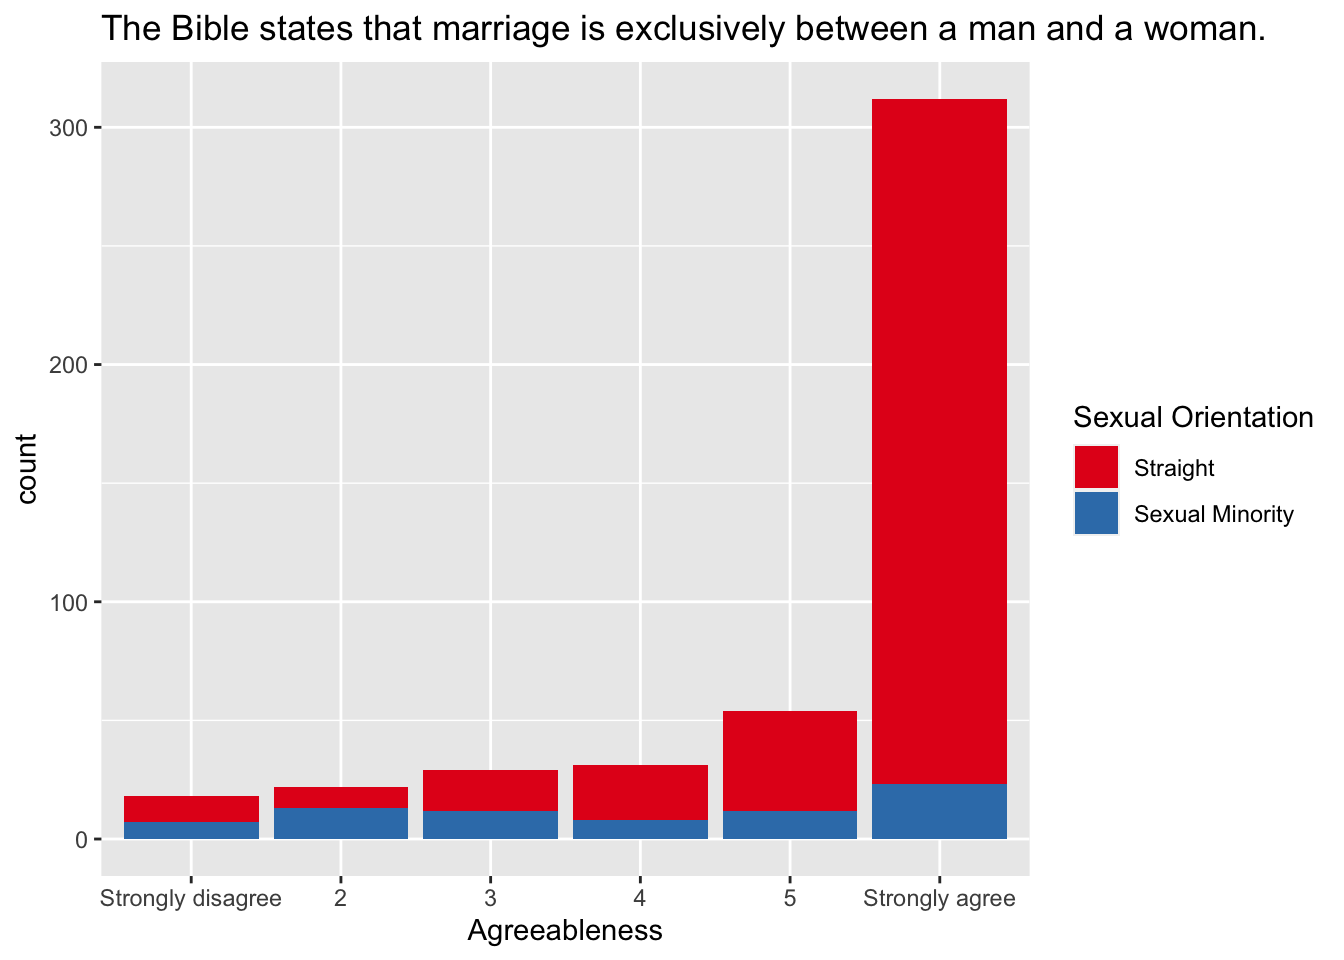 The Bible states that marriage is exclusively between a man and a woman.
300
200
100
0
count
Strongly disagree 2 3 4 5 Strongly agree
Agreeableness
Sexual Orientation
Straight
Sexual Minority